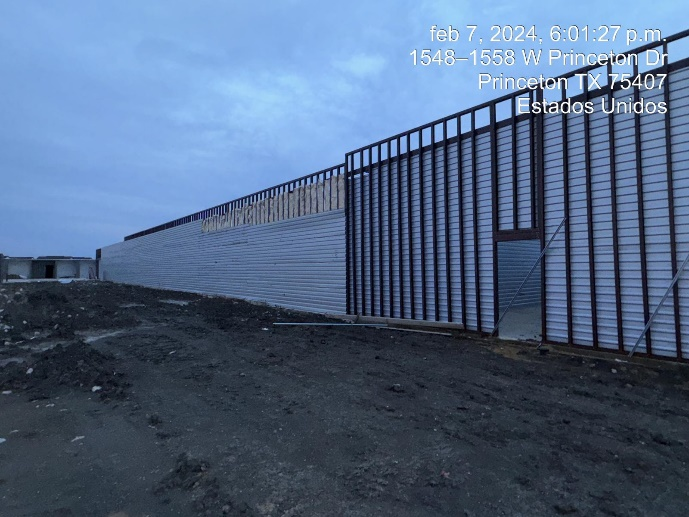 feb 7, 2024, 6:01:27 p.m.
1548–1558 W Princeton Dr
Princeton TX 75407
Estados Unidos